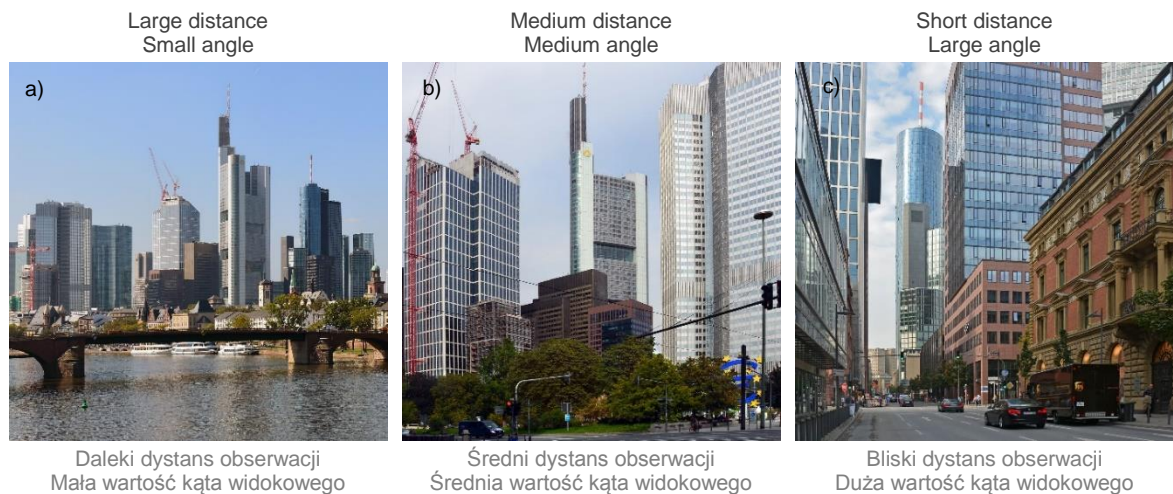 Large distance
Small angle
Medium distance
Medium angle
Short distance
Large angle
a)
b)
c)
Daleki dystans obserwacji
Mała wartość kąta widokowego
Średni dystans obserwacji
Średnia wartość kąta widokowego
Bliski dystans obserwacji
Duża wartość kąta widokowego